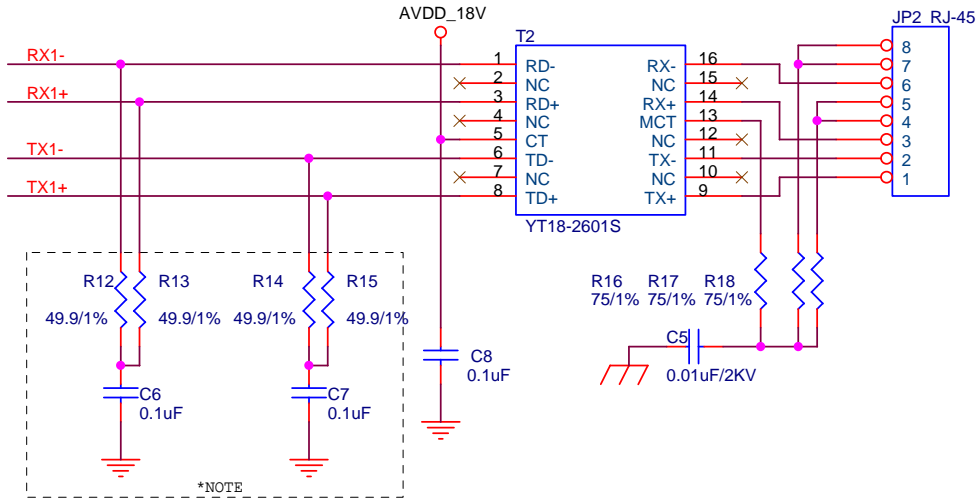 AVDD_18V
JP2 RJ-45
T2
RX1-
RX1+
TX1-
TX1+
1 RD- RX- 16
2 NC NC 15
3 RD+ RX+ 14
4 NC MCT 13
5 CT NC 12
6 TD- TX- 11
7 NC NC 10
8 TD+ TX+ 9
YT18-2601S
8
7
6
5
4
3
2
1
R12 R13 R14 R15
49.9/1% 49.9/1% 49.9/1% 49.9/1%
R16 R17 R18
75/1% 75/1% 75/1%
C5
0.01uF/2KV
C8
0.1uF
C6
0.1uF
C7
0.1uF
*NOTE